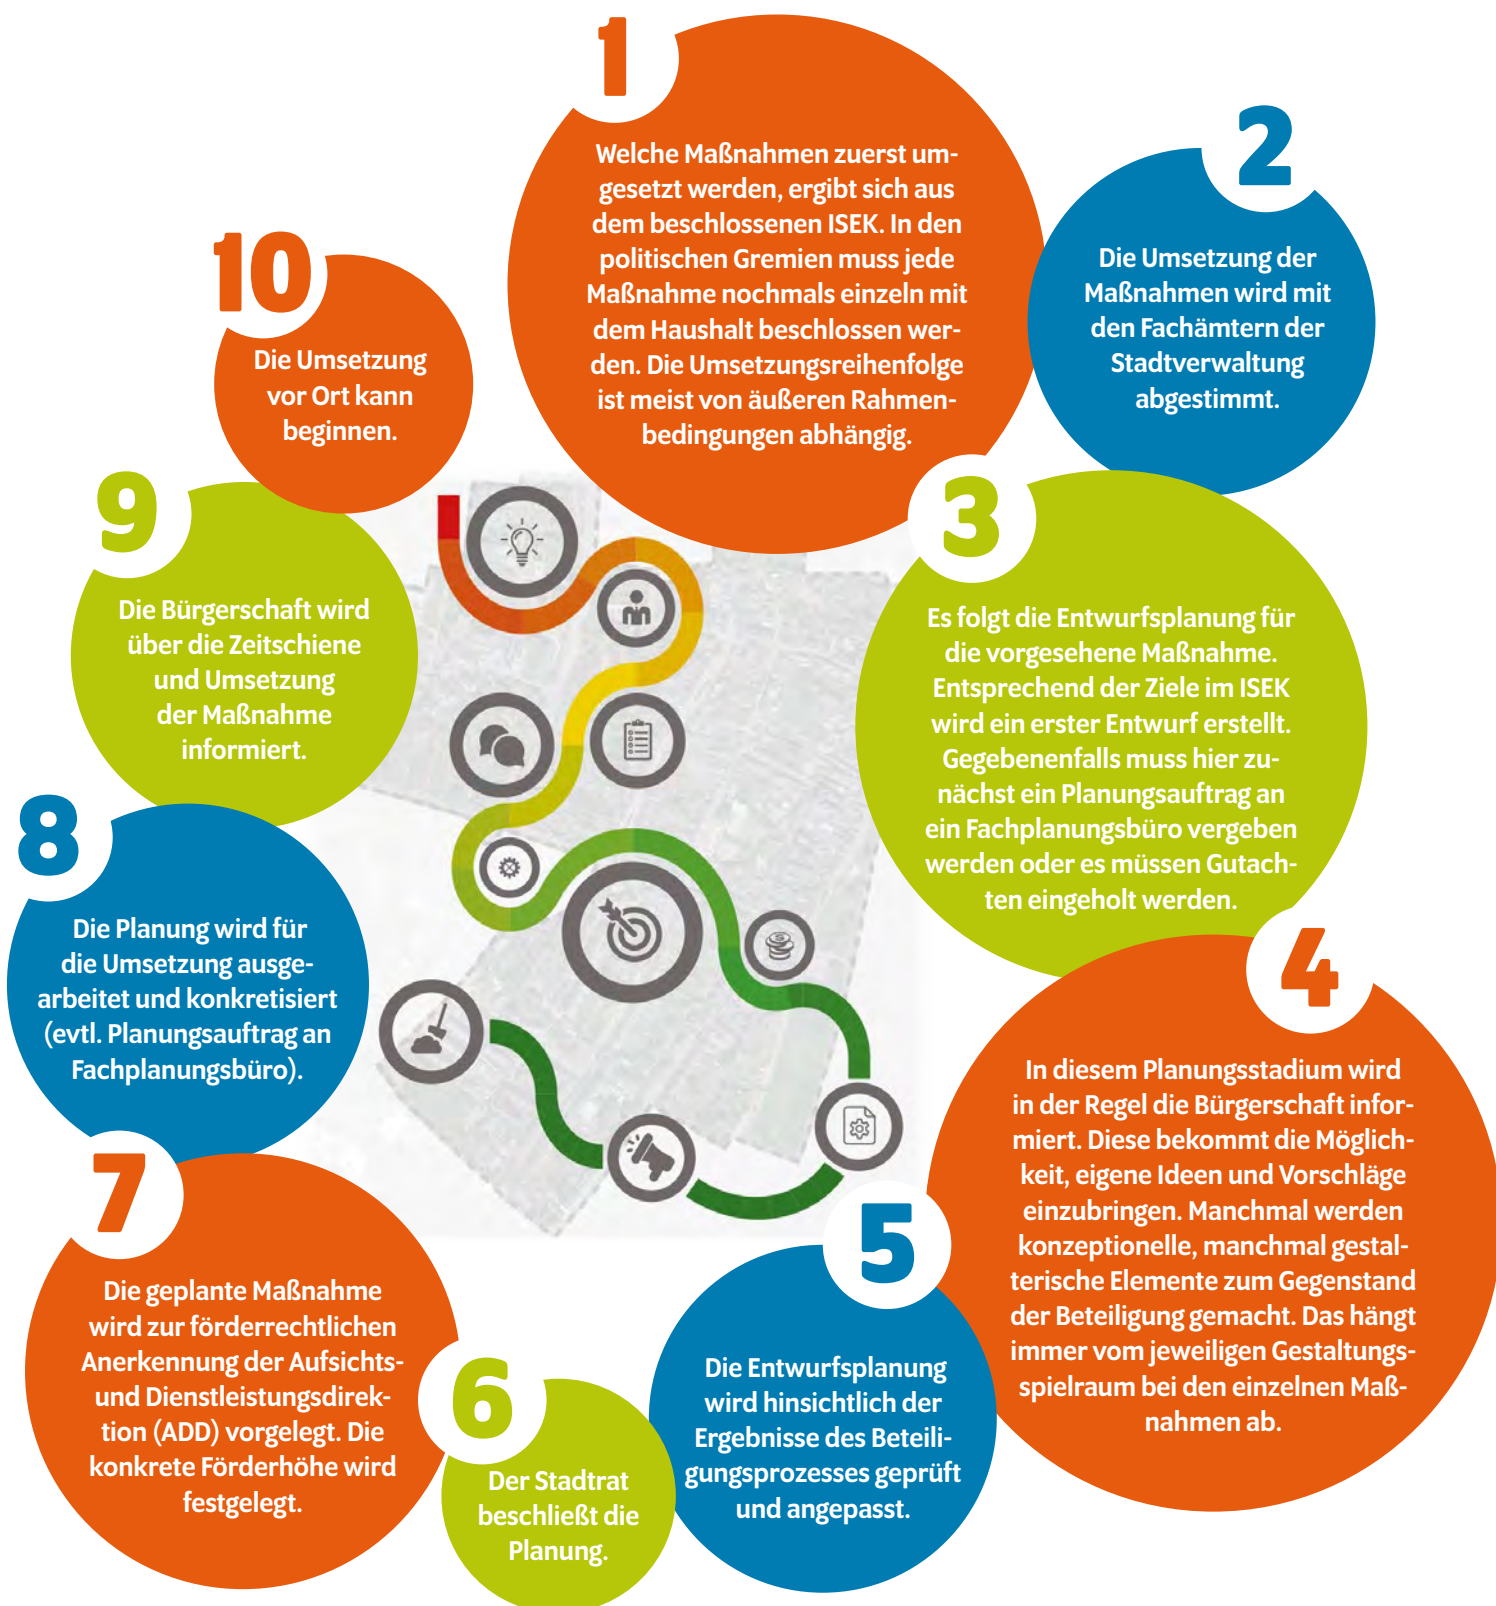 1
Welche Maßnahmen zuerst um-
gesetzt werden, ergibt sich aus
dem beschlossenen ISEK. In den
politischen Gremien muss jede
Maßnahme nochmals einzeln mit
dem Haushalt beschlossen wer-
den. Die Umsetzungsreihenfolge
ist meist von äußeren Rahmen-
bedingungen abhängig.
2
Die Umsetzung der
Maßnahmen wird mit
den Fachämtern der
Stadtverwaltung
abgestimmt.
3
Es folgt die Entwurfsplanung für
die vorgesehene Maßnahme.
Entsprechend der Ziele im ISEK
wird ein erster Entwurf erstellt.
Gegebenenfalls muss hier zu-
nächst ein Planungsauftrag an
ein Fachplanungsbüro vergeben
werden oder es müssen Gutach-
ten eingeholt werden.
4
In diesem Planungsstadium wird
in der Regel die Bürgerschaft infor-
miert. Diese bekommt die Möglich-
keit, eigene Ideen und Vorschläge
einzubringen. Manchmal werden
konzeptionelle, manchmal gestal-
terische Elemente zum Gegenstand
der Beteiligung gemacht. Das hängt
immer vom jeweiligen Gestaltungs-
spielraum bei den einzelnen Maß-
nahmen ab.
5
Die Entwurfsplanung
wird hinsichtlich der
Ergebnisse des Beteili-
gungsprozesses geprüft
und angepasst.
6
Der Stadtrat
beschließt die
Planung.
7
Die geplante Maßnahme
wird zur förderrechtlichen
Anerkennung der Aufsichts-
und Dienstleistungsdirek-
tion (ADD) vorgelegt. Die
konkrete Förderhöhe wird
festgelegt.
8
Die Planung wird für
die Umsetzung ausge-
arbeitet und konkretisiert
(evtl. Planungsauftrag an
Fachplanungsbüro).
9
Die Bürgerschaft wird
über die Zeitschiene
und Umsetzung
der Maßnahme
informiert.
10
Die Umsetzung
vor Ort kann
beginnen.